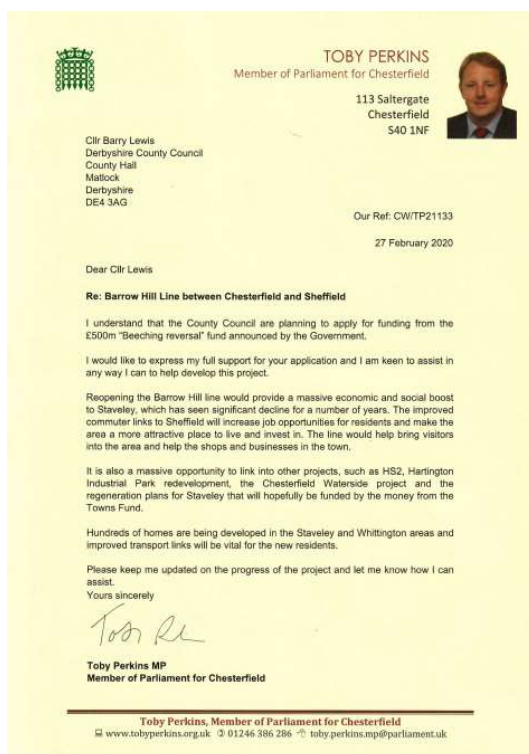 TOBY PERKINS
Member of Parliament for Chesterfield
113 Saltergate
Chesterfield
S40 1NF
Cllr Barry Lewis
Derbyshire County Council
County Hall
Matlock
Derbyshire
DE4 3AG
Our Ref: CW/TP21133
27 February 2020
Dear Cllr Lewis
Re: Barrow Hill Line between Chesterfield and Sheffield
I understand that the County Council are planning to apply for funding from the
£500m "Beeching reversal" fund announced by the Government.
I would like to express my full support for your application and I am keen to assist in
any way I can to help develop this project.
Reopening the Barrow Hill line would provide a massive economic and social boost
to Staveley, which has seen significant decline for a number of years. The improved
commuter links to Sheffield will increase job opportunities for residents and make the
area a more attractive place to live and invest in. The line would help bring visitors
into the area and help the shops and businesses in the town.
It is also a massive opportunity to link into other projects, such as HS2, Hartington
Industrial Park redevelopment, the Chesterfield Waterside project and the
regeneration plans for Staveley that will hopefully be funded by the money from the
Towns Fund.
Hundreds of homes are being developed in the Staveley and Whittington areas and
improved transport links will be vital for the new residents.
Please keep me updated on the progress of the project and let me know how I can
assist.
Yours sincerely
Toby Perkins MP
Member of Parliament for Chesterfield
Toby Perkins, Member of Parliament for Chesterfield
www.tobyperkins.org.uk 01246 386 286 toby.perkins.mp@parliament.uk